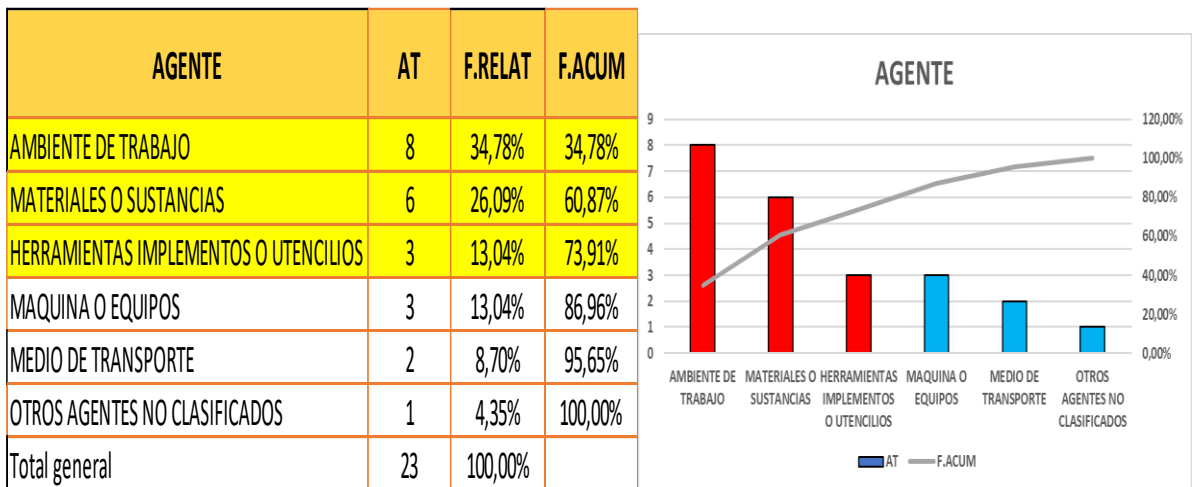 AGENTE AT F.RELAT F.ACUM
AMBIENTE DE TRABAJO 8 34,78% 34,78%
MATERIALES O SUSTANCIAS 6 26,09% 60,87%
HERRAMIENTAS IMPLEMENTOS O UTENCILIOS 3 13,04% 73,91%
MAQUINA O EQUIPOS 3 13,04% 86,96%
MEDIO DE TRANSPORTE 2 8,70% 95,65%
OTROS AGENTES NO CLASIFICADOS 1 4,35% 100,00%
Total general 23 100,00%
AGENTE
9 120,00%
8 100,00%
7
6 80,00%
5 60,00%
4
3 40,00%
2 20,00%
1
0 0,00%
AMBIENTE DE MATERIALES O HERRAMIENTAS MAQUINA O MEDIO DE OTROS
TRABAJO SUSTANCIAS IMPLEMENTOS EQUIPOS TRANSPORTE AGENTES NO
O UTENCILIOS CLASIFICADOS
AT F.ACUM